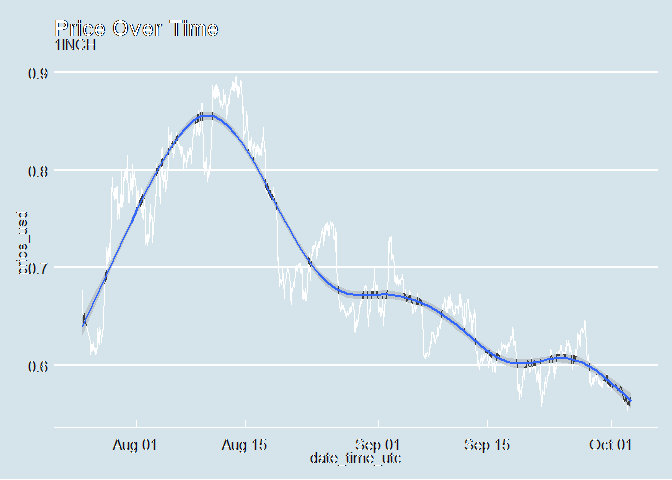 Price Over Time
1INCH
0.9
0.8
0.7
0.6
price_usd
Aug 01
Aug 15
Sep 01
Sep 15
Oct 01
date_time_utc